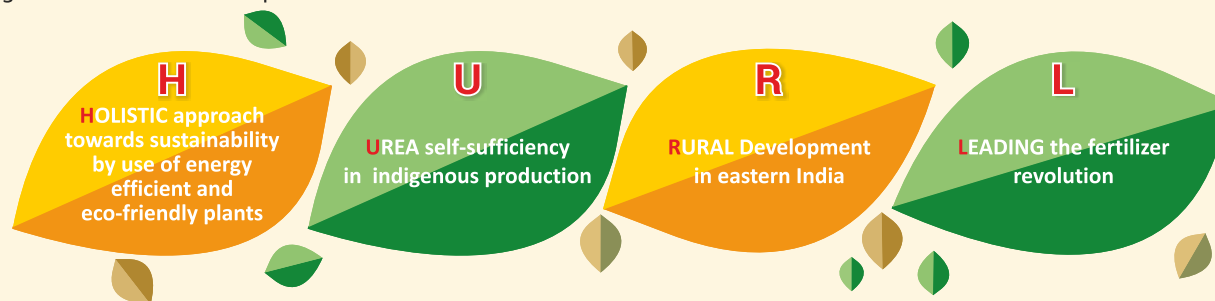 H
HOLISTIC approach
towards sustainability
by use of energy
efficient and
eco-friendly plants
U
UREA self-sufficiency
in indigenous production
R
RURAL Development
in eastern India
L
LEADING the fertilizer
revolution